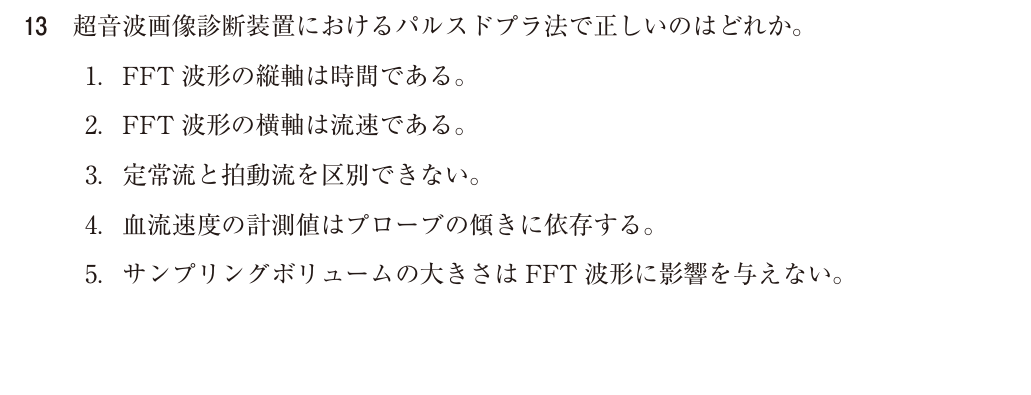 13 超音波画像診断装置におけるパルスドプラ法で正しいのはどれか。
1. FFT 波形の縦軸は時間である。
2. FFT 波形の横軸は流速である。
3. 定常流と拍動流を区別できない。
4. 血流速度の計測値はプローブの傾きに依存する。
5. サンプリングボリュームの大きさは FFT 波形に影響を与えない。